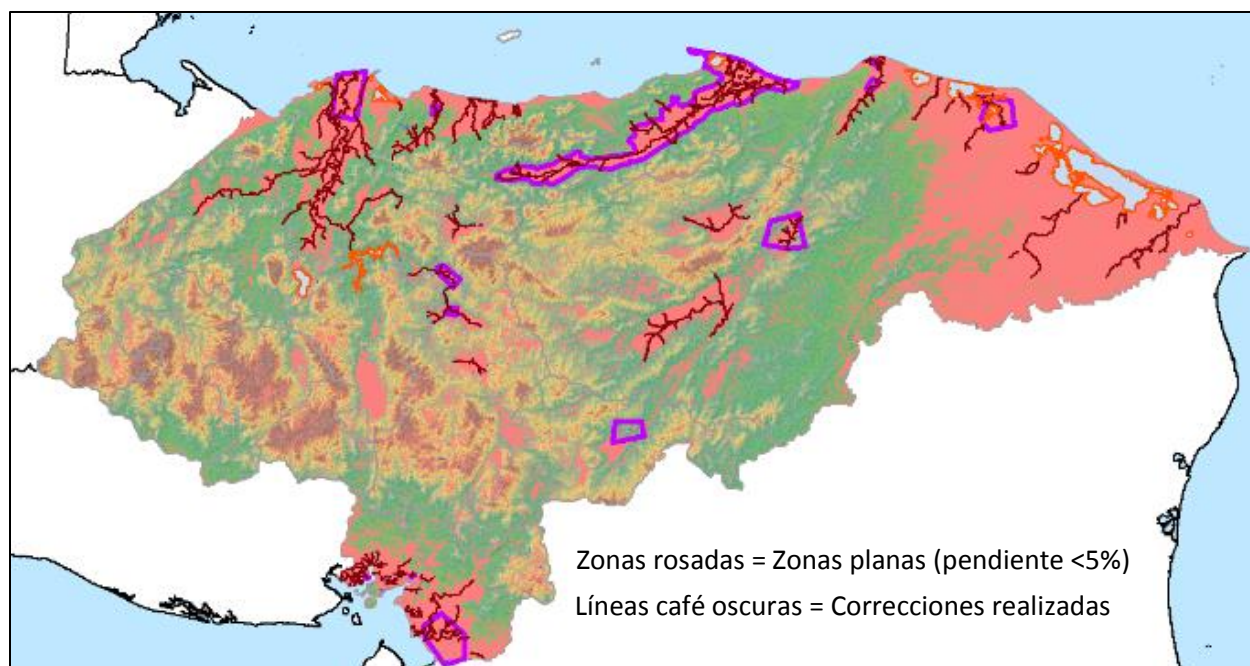 Zonas rosadas = Zonas planas (pendiente <5%)
Líneas café oscuras = Correcciones realizadas